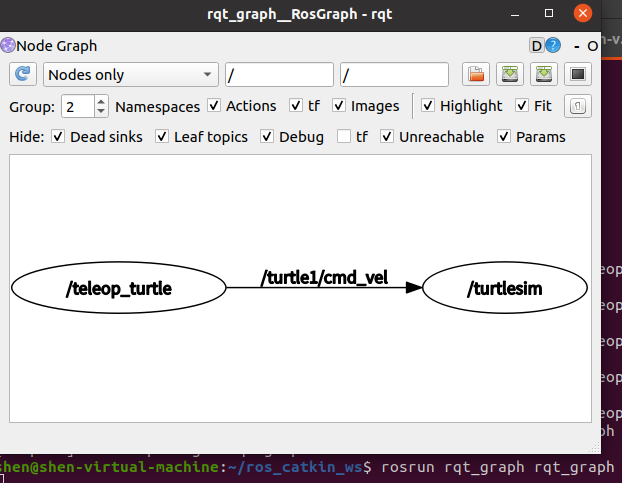 rqt_graph__RosGraph - rqt
Node Graph D ? - O
Nodes only / /
Group: 2 Namespaces Actions tf Images Highlight Fit
Hide: Dead sinks Leaf topics Debug tf Unreachable Params
/teleop_turtle /turtle1/cmd_vel /turtlesim
shen@shen-virtual-machine:~/ros_catkin_ws$ rosrun rqt_graph rqt_graph